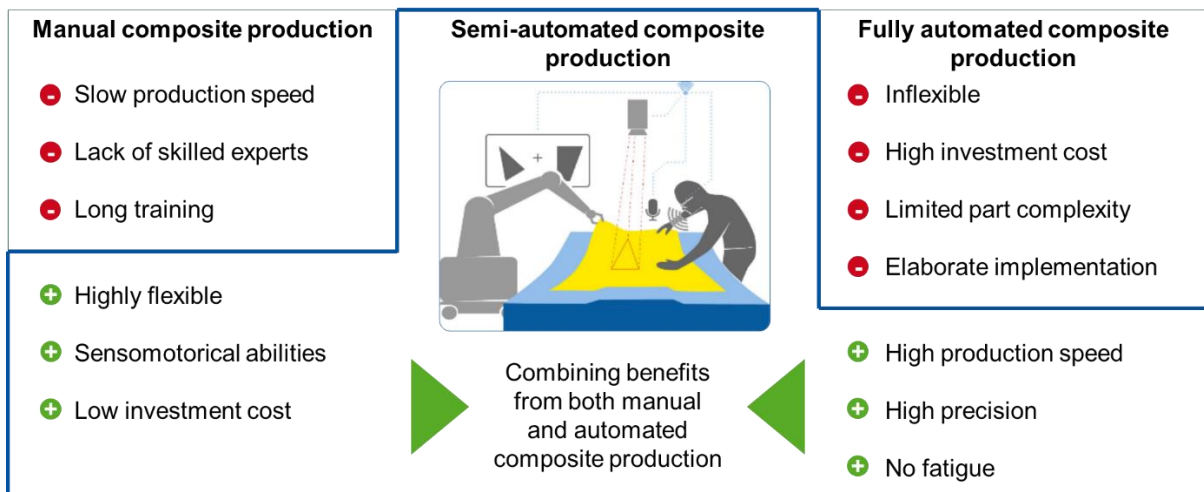 Manual composite production
Slow production speed
Lack of skilled experts
Long training
Highly flexible
Sensomotorical abilities
Low investment cost
Semi-automated composite
production
+
Combining benefits
from both manual
and automated
composite production
Fully automated composite
production
Inflexible
High investment cost
Limited part complexity
Elaborate implementation
High production speed
High precision
No fatigue